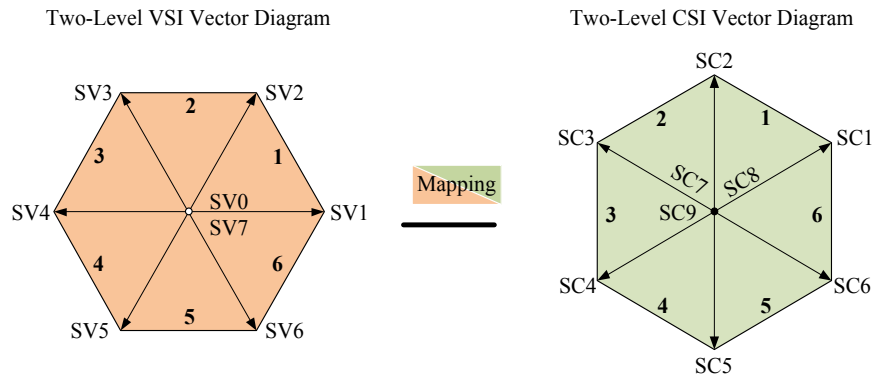 Two-Level VSI Vector Diagram
Two-Level CSI Vector Diagram
SV3
2
SV2
3
1
SV4
SV0
SV7
SV1
4
6
SV5
5
SV6
Mapping
SC2
2
1
SC3
SC1
SC7
SC8
3
SC9
6
SC4
SC6
4
5
SC5